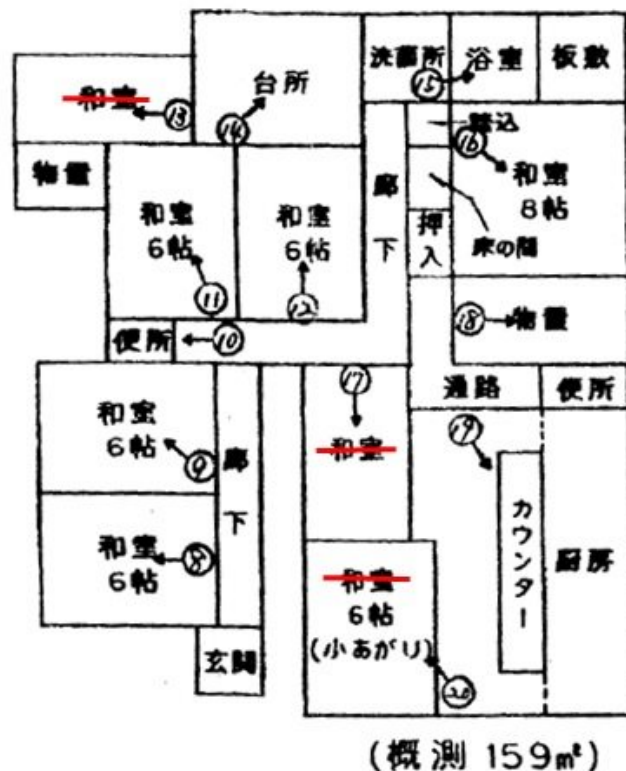 洗面所
浴室
板敷
台所
和室
⑬
⑭
⑮
踏込
⑯
和室
8帖
物置
和室
6帖
和室
6帖
廊
下
押
入
床の間
⑪
⑫
⑱
物置
便所
⑩
通路
便所
和室
6帖
⑨
廊
下
⑰
和室
⑲
カウンター
厨房
和室
6帖
⑧
和室
6帖
(小あがり)
⑳
玄関
(概測 159㎡)